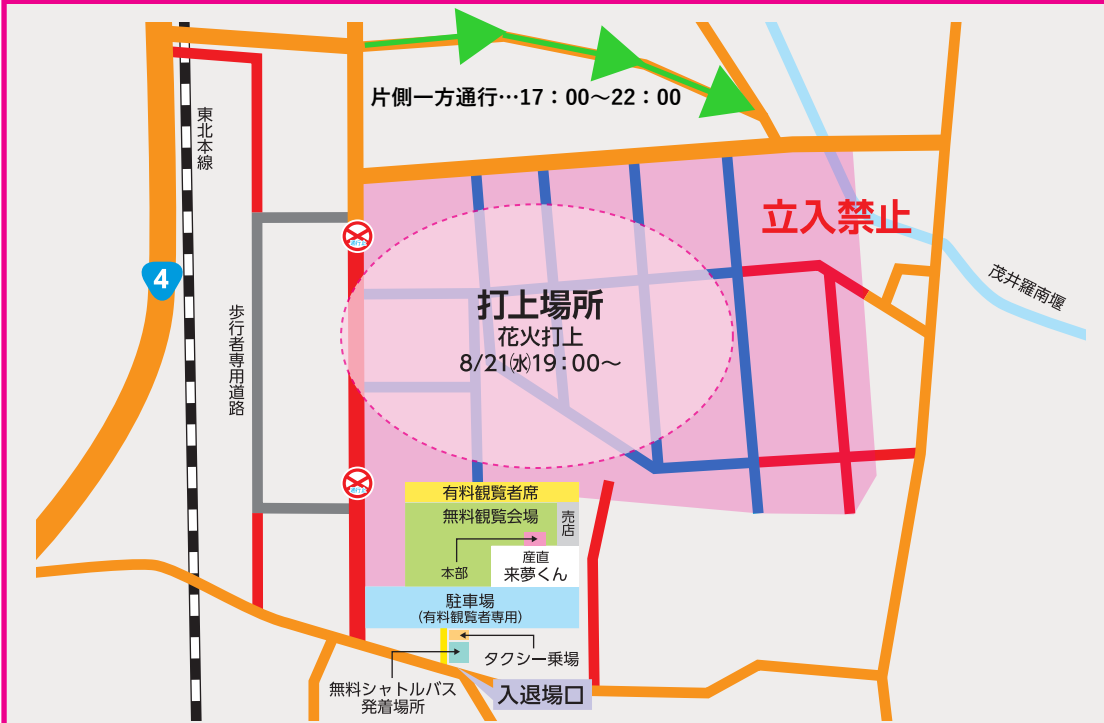 片側一方通行…17：00～22：00
東北本線
立入禁止
4
茂井羅南堰
打上場所
花火打上
8/21㈬19：00～
歩行者専用道路
有料観覧者席
無料観覧会場
売店
本部
産直
来夢くん
駐車場
(有料観覧者専用)
タクシー乗場
無料シャトルバス
発着場所
入退場口